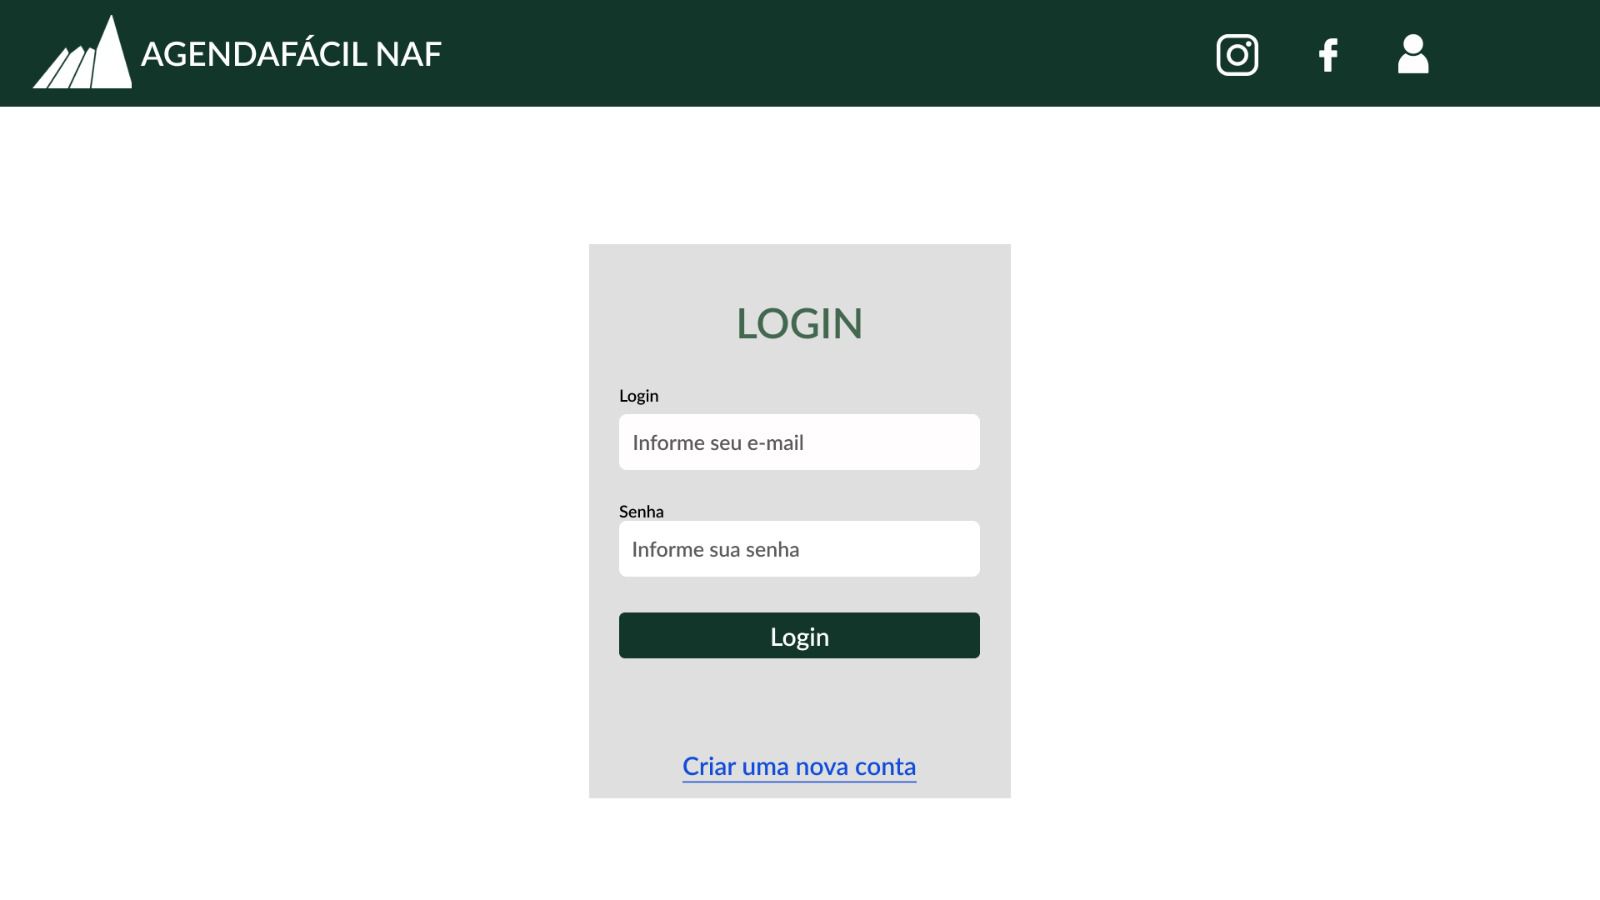 AGENDAFÁCIL NAF
LOGIN
Login
Informe seu e-mail
Senha
Informe sua senha
Login
Criar uma nova conta